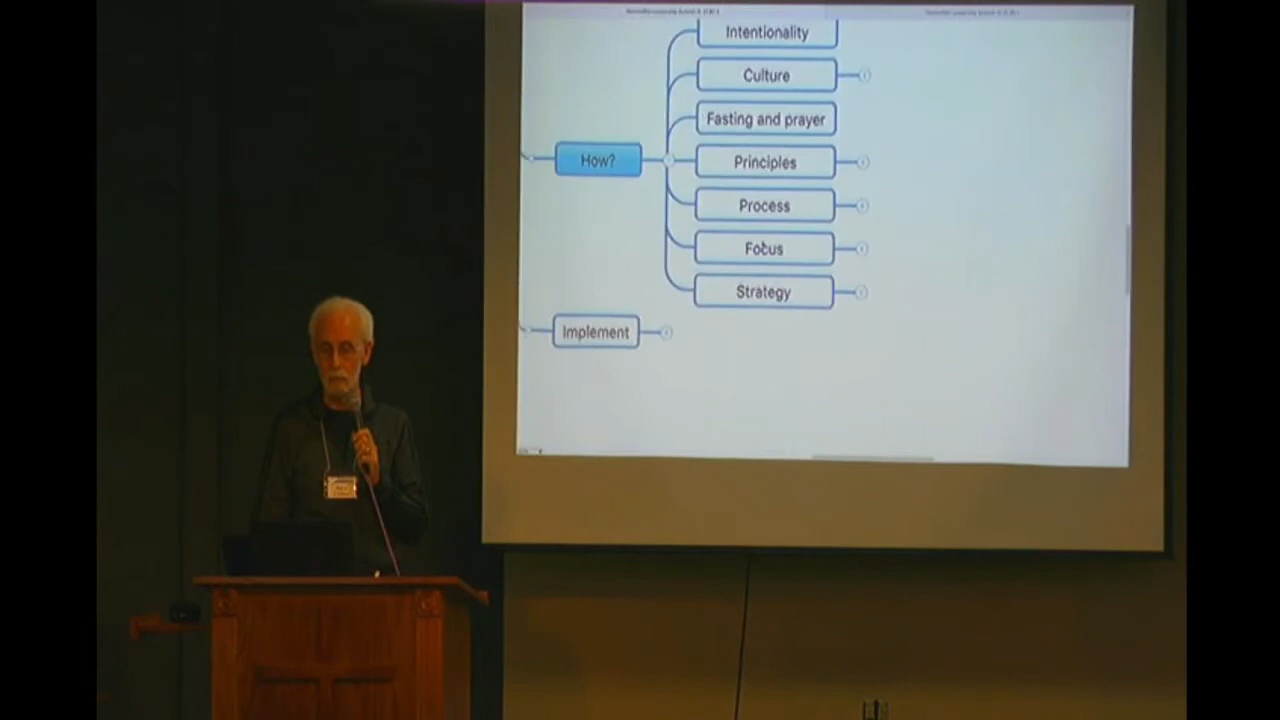 Intentionality
Culture
Fasting and prayer
How?
Principles
Process
Focus
Strategy
Implement